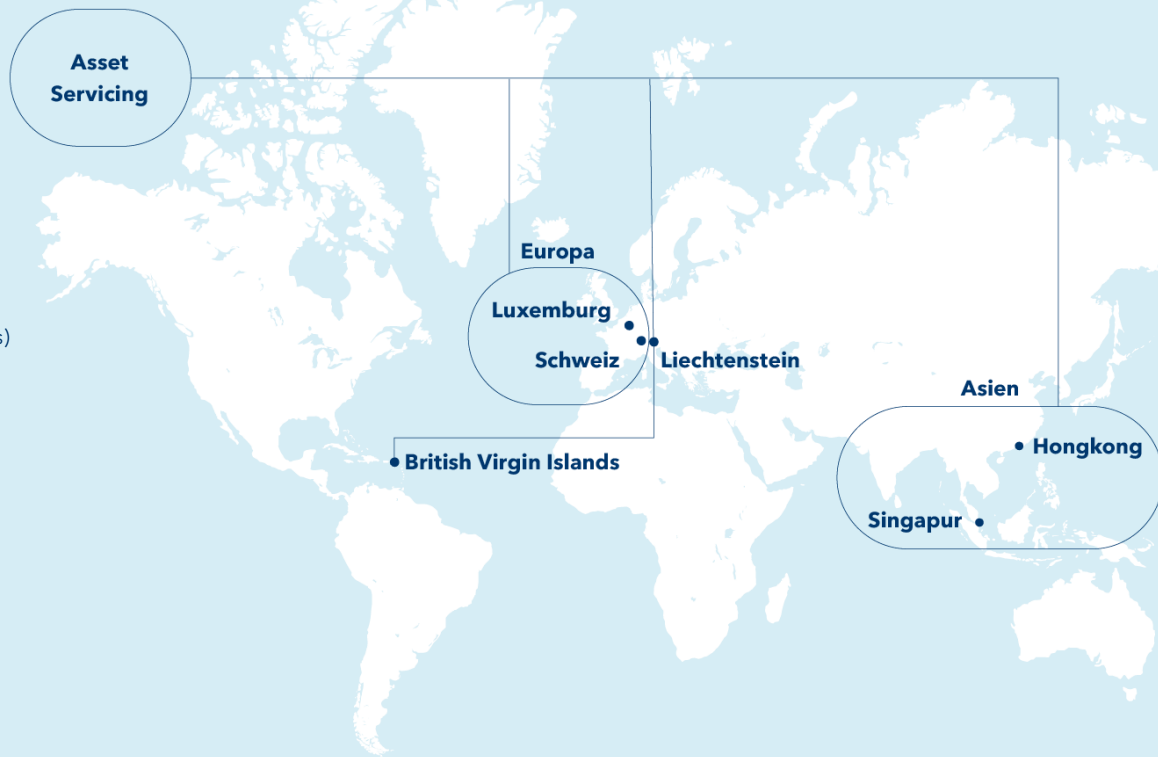 Asset
Servicing
Europa
Luxemburg
s)
Schweiz
Liechtenstein
Asien
Hongkong
British Virgin Islands
Singapur